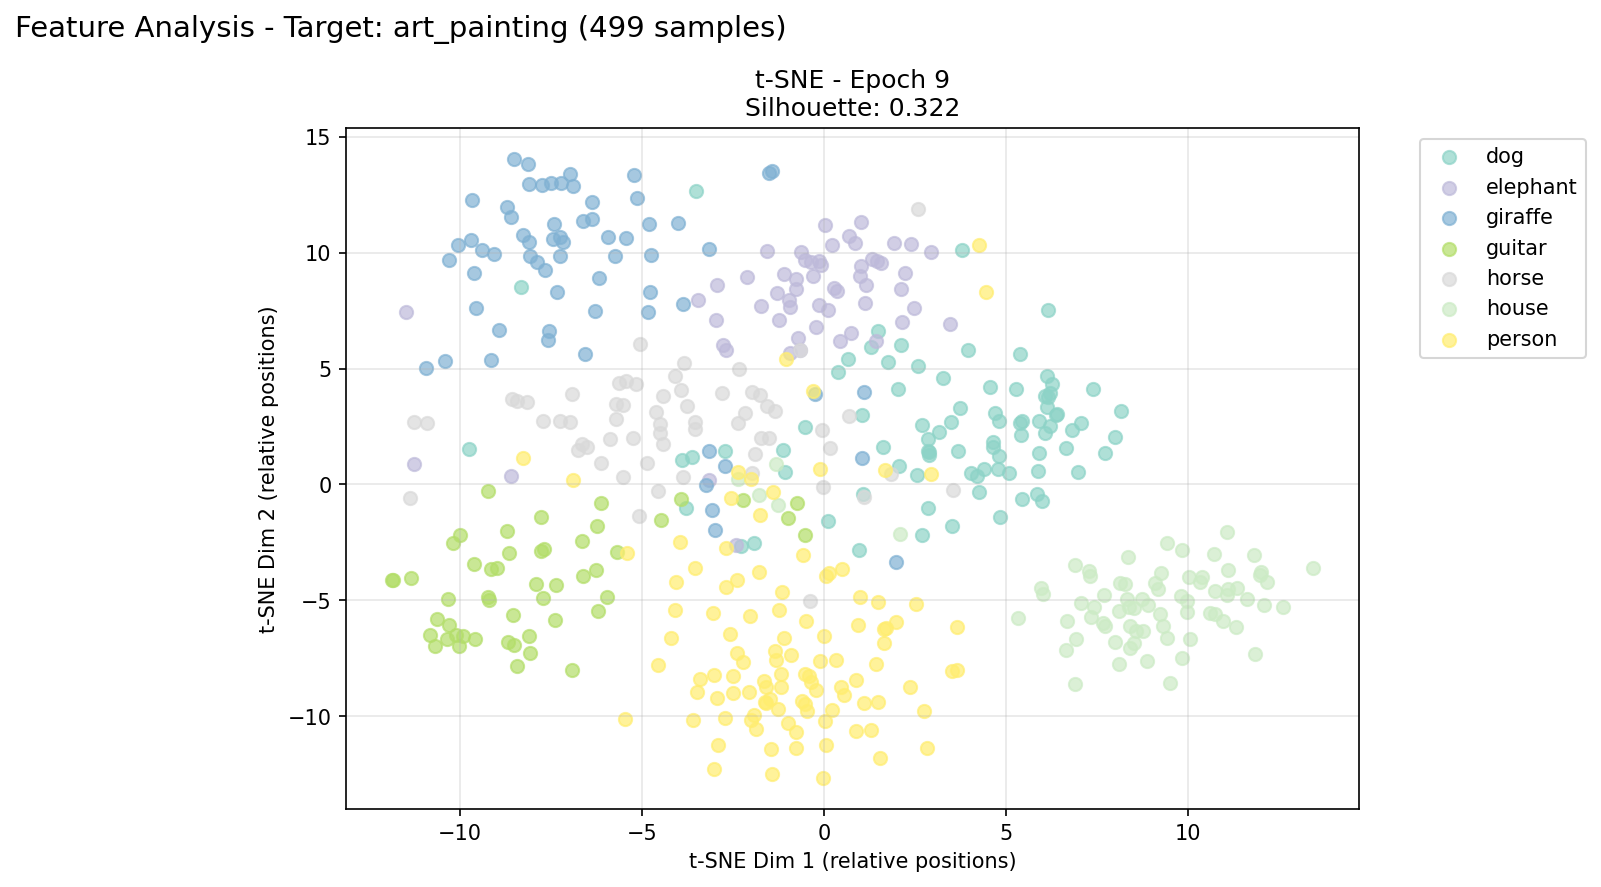 Feature Analysis - Target: art_painting (499 samples)
t-SNE - Epoch 9
Silhouette: 0.322
15
10
5
0
−5
−10
t-SNE Dim 2 (relative positions)
−10
−5
0
5
10
t-SNE Dim 1 (relative positions)
dog
elephant
giraffe
guitar
horse
house
person